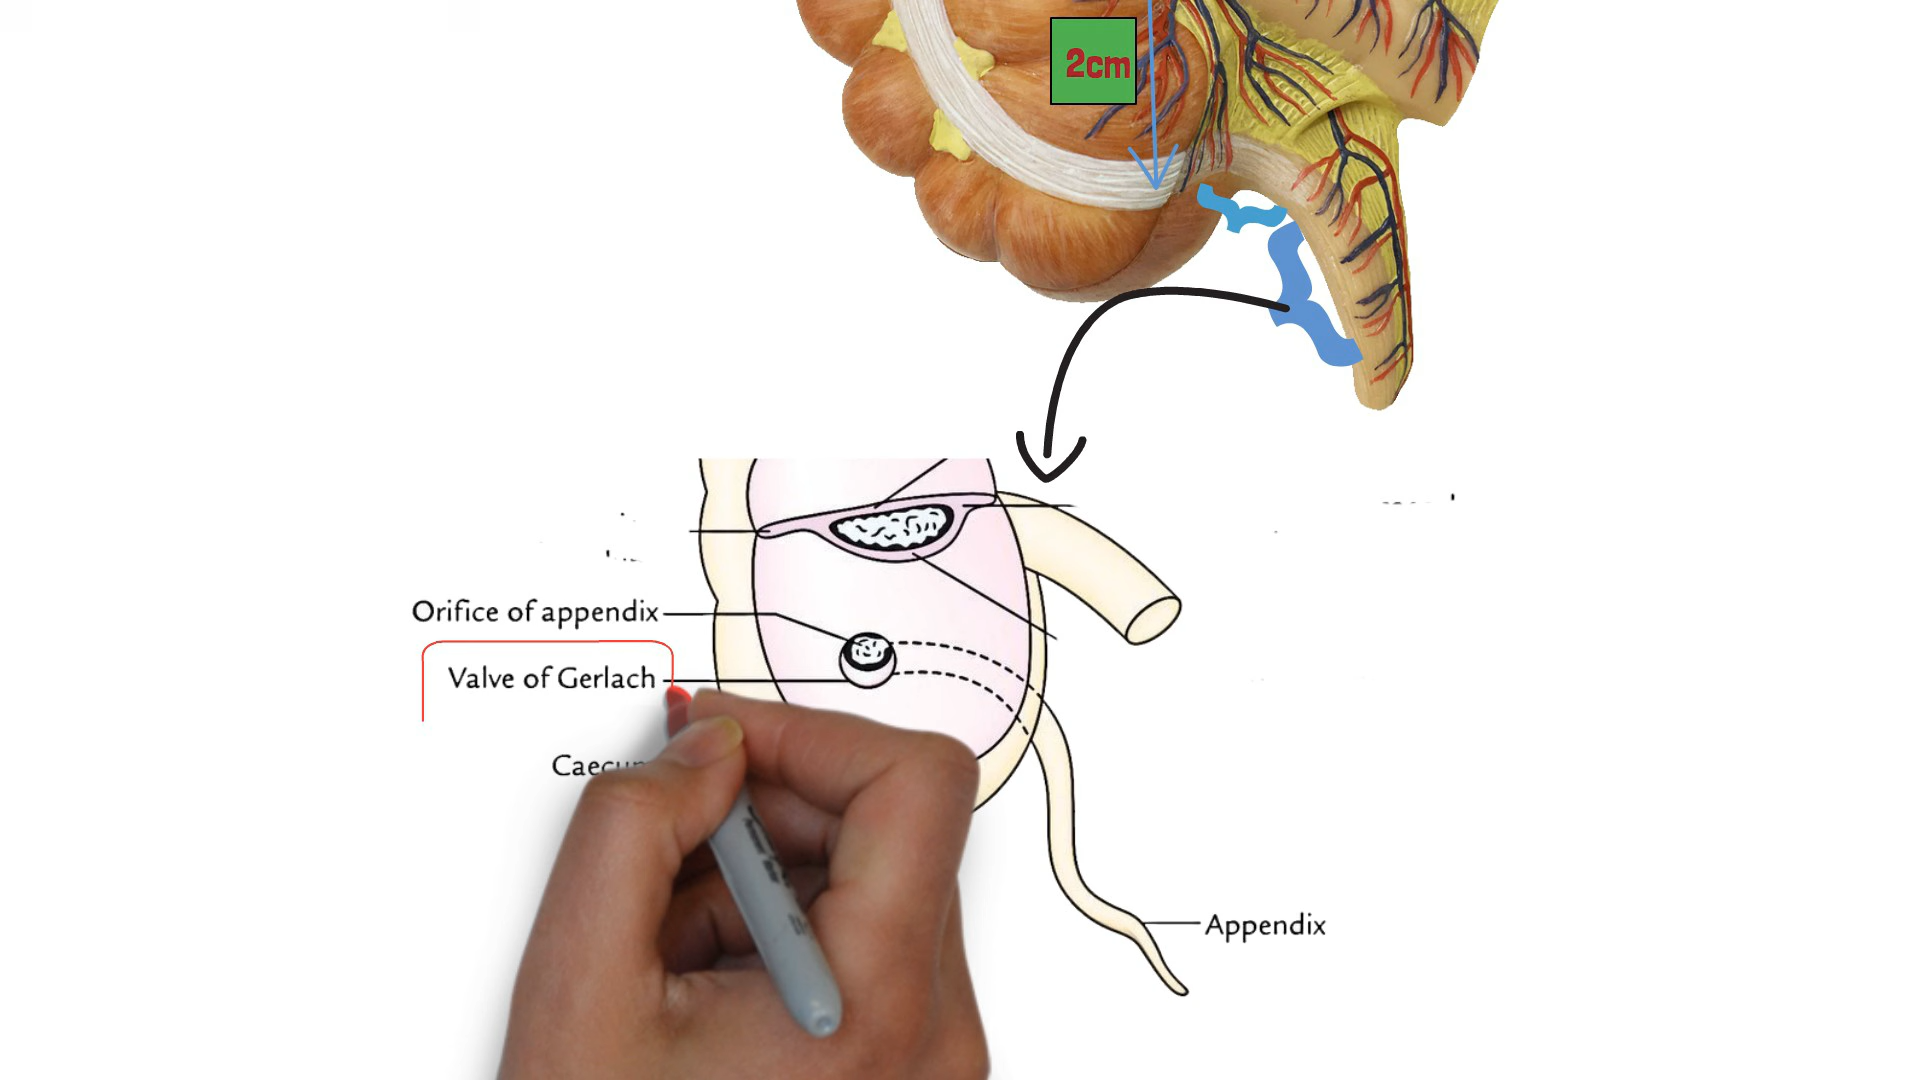 2cm
Orifice of appendix
Valve of Gerlach
Appendix